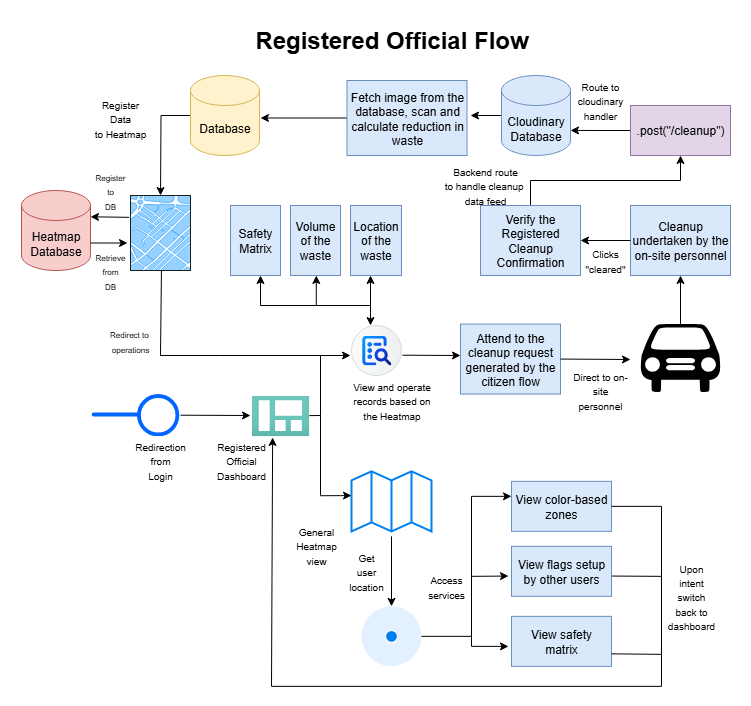 Registered Official Flow
Register
Data
to Heatmap
Database
Fetch image from the
database, scan and
calculate reduction in
waste
Cloudinary
Database
Route to
cloudinary
handler
.post("/cleanup")
Backend route
to handle cleanup
data feed
Register
to
DB
Heatmap
Database
Retrieve
from
DB
Safety
Matrix
Volume
of the
waste
Location
of the
waste
Verify the
Registered
Cleanup
Confirmation
Clicks
"cleared"
Cleanup
undertaken by the
on-site personnel
Redirect to
operations
View and operate
records based on
the Heatmap
Attend to the
cleanup request
generated by the
citizen flow
Direct to on-
site
personnel
Redirection
from
Login
Registered
Official
Dashboard
General
Heatmap
view
Get
user
location
Access
services
View color-based
zones
View flags setup
by other users
View safety
matrix
Upon
intent
switch
back to
dashboard